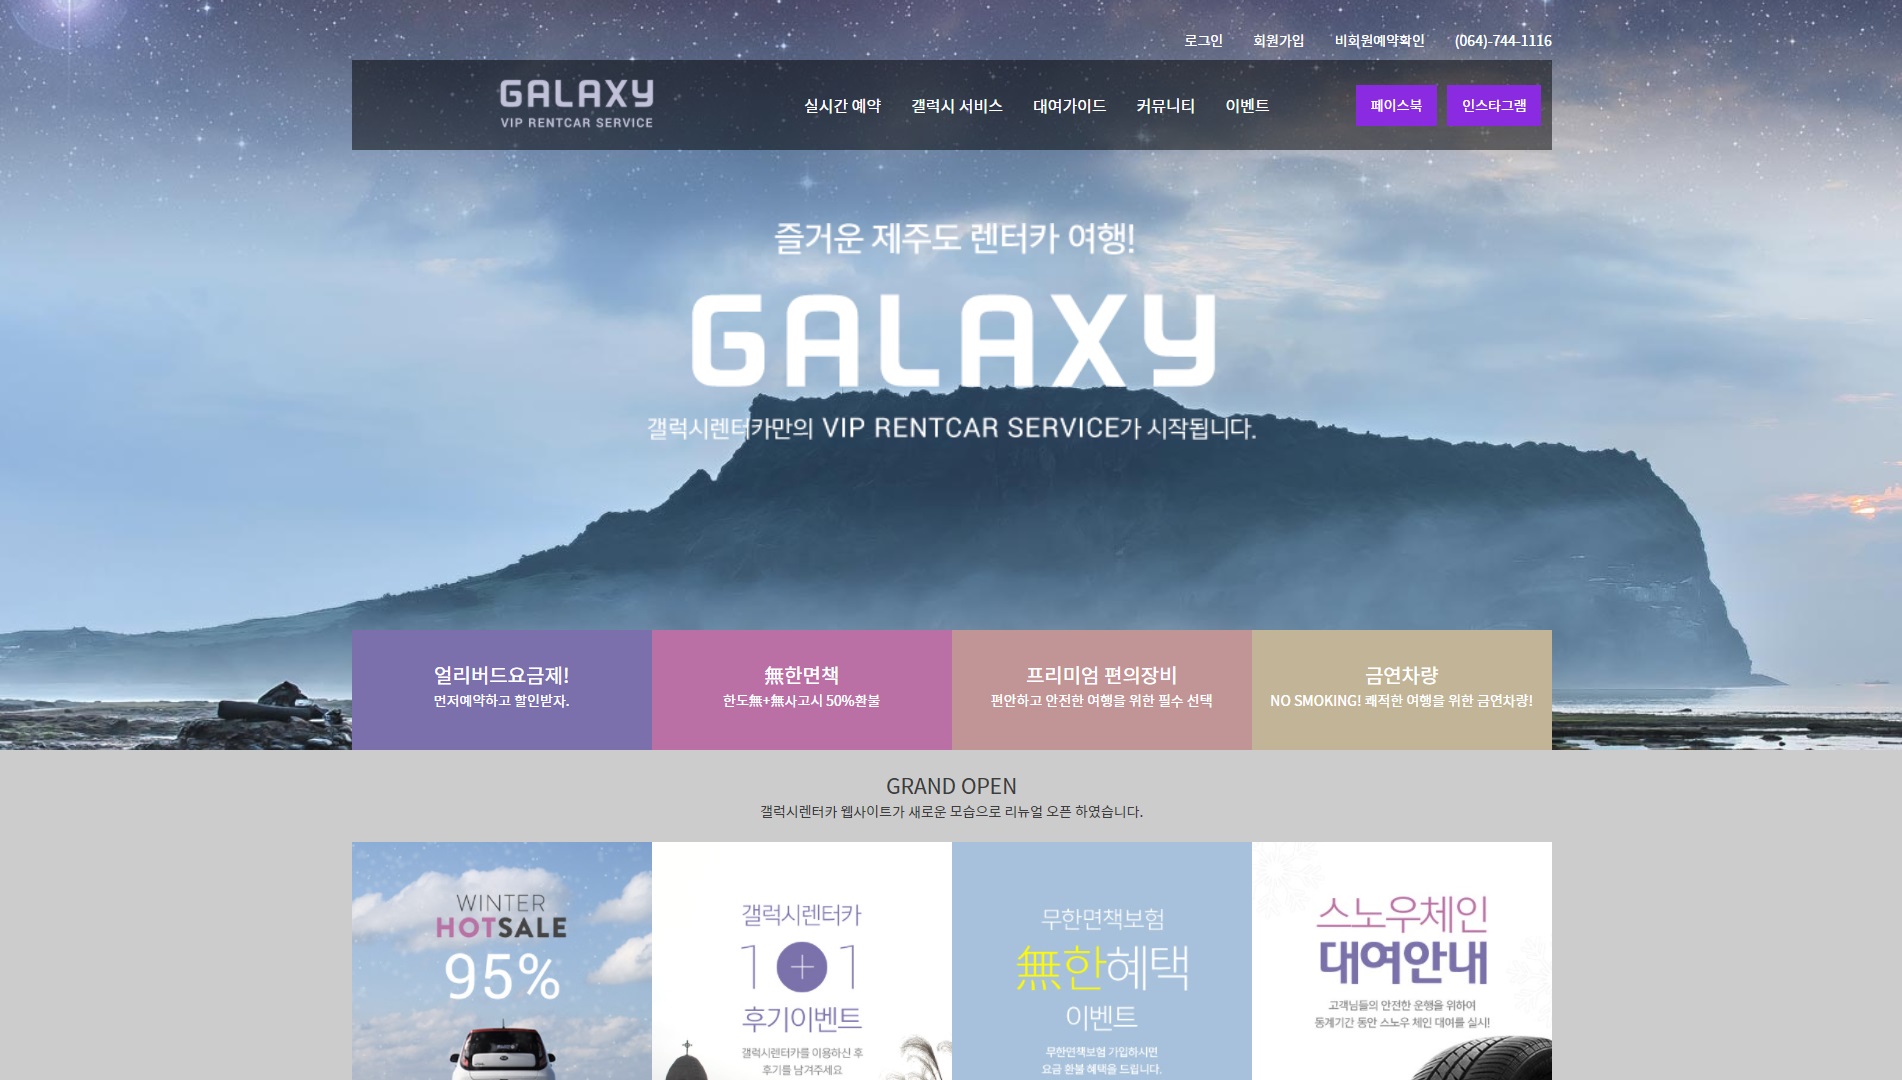 로그인 회원가입 비회원예약확인 (064)-744-1116
GALAXY
VIP RENTCAR SERVICE
실시간 예약 갤럭시 서비스 대여가이드 커뮤니티 이벤트 페이스북 인스타그램
즐거운 제주도 렌터카 여행!
GALAXY
갤럭시렌터카만의 VIP RENTCAR SERVICE가 시작됩니다.
얼리버드요금제!
먼저예약하고 할인받자.
無한면책
한도無+無사고시 50%환불
프리미엄 편의장비
편안하고 안전한 여행을 위한 필수 선택
금연차량
NO SMOKING! 쾌적한 여행을 위한 금연차량!
GRAND OPEN
갤럭시렌터카 웹사이트가 새로운 모습으로 리뉴얼 오픈 하였습니다.
WINTER
HOTSALE
95%
갤럭시렌터카
1+1
후기이벤트
갤럭시렌터카를 이용하신 후
후기를 남겨주세요
무한면책보험
無한혜택
이벤트
무한면책보험 가입하시면
요금 환불 혜택을 드립니다.
스노우체인
대여안내
고객님들의 안전한 운행을 위하여
동계기간 동안 스노우 체인 대여를 실시!